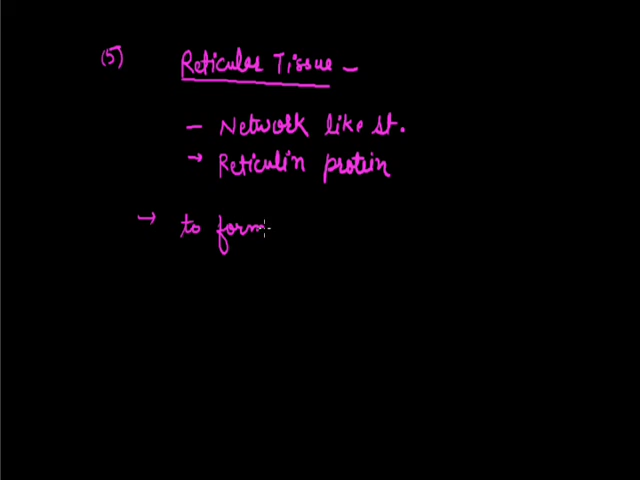 (5) Reticular Tissue -
- Network like st.
→ Reticulin protein
→ to form